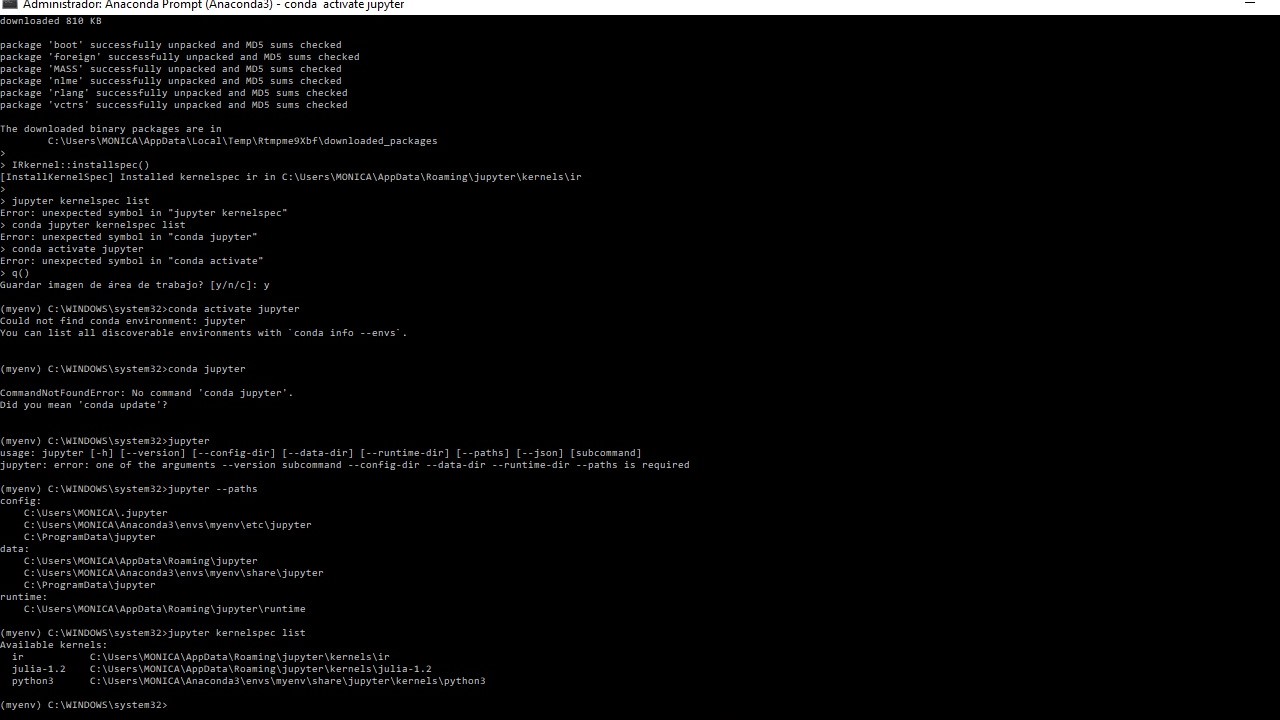 Administrador: Anaconda Prompt (Anaconda3) - conda  activate jupyter
downloaded 810 KB
package 'boot' successfully unpacked and MD5 sums checked
package 'foreign' successfully unpacked and MD5 sums checked
package 'MASS' successfully unpacked and MD5 sums checked
package 'nlme' successfully unpacked and MD5 sums checked
package 'rlang' successfully unpacked and MD5 sums checked
package 'vctrs' successfully unpacked and MD5 sums checked
The downloaded binary packages are in
        C:\Users\MONICA\AppData\Local\Temp\Rtmpme9Xbf\downloaded_packages
>
> IRkernel::installspec()
[InstallKernelSpec] Installed kernelspec ir in C:\Users\MONICA\AppData\Roaming\jupyter\kernels\ir
>
> jupyter kernelspec list
Error: unexpected symbol in "jupyter kernelspec"
> conda jupyter kernelspec list
Error: unexpected symbol in "conda jupyter"
> conda activate jupyter
Error: unexpected symbol in "conda activate"
> q()
Guardar imagen de área de trabajo? [y/n/c]: y
(myenv) C:\WINDOWS\system32>conda activate jupyter
Could not find conda environment: jupyter
You can list all discoverable environments with `conda info --envs`.
(myenv) C:\WINDOWS\system32>conda jupyter
CommandNotFoundError: No command 'conda jupyter'.
Did you mean 'conda update'?
(myenv) C:\WINDOWS\system32>jupyter
usage: jupyter [-h] [--version] [--config-dir] [--data-dir] [--runtime-dir] [--paths] [--json] [subcommand]
jupyter: error: one of the arguments --version subcommand --config-dir --data-dir --runtime-dir --paths is required
(myenv) C:\WINDOWS\system32>jupyter --paths
config:
    C:\Users\MONICA\.jupyter
    C:\Users\MONICA\Anaconda3\envs\myenv\etc\jupyter
    C:\ProgramData\jupyter
data:
    C:\Users\MONICA\AppData\Roaming\jupyter
    C:\Users\MONICA\Anaconda3\envs\myenv\share\jupyter
    C:\ProgramData\jupyter
runtime:
    C:\Users\MONICA\AppData\Roaming\jupyter\runtime
(myenv) C:\WINDOWS\system32>jupyter kernelspec list
Available kernels:
  ir           C:\Users\MONICA\AppData\Roaming\jupyter\kernels\ir
  julia-1.2    C:\Users\MONICA\AppData\Roaming\jupyter\kernels\julia-1.2
  python3      C:\Users\MONICA\Anaconda3\envs\myenv\share\jupyter\kernels\python3
(myenv) C:\WINDOWS\system32>